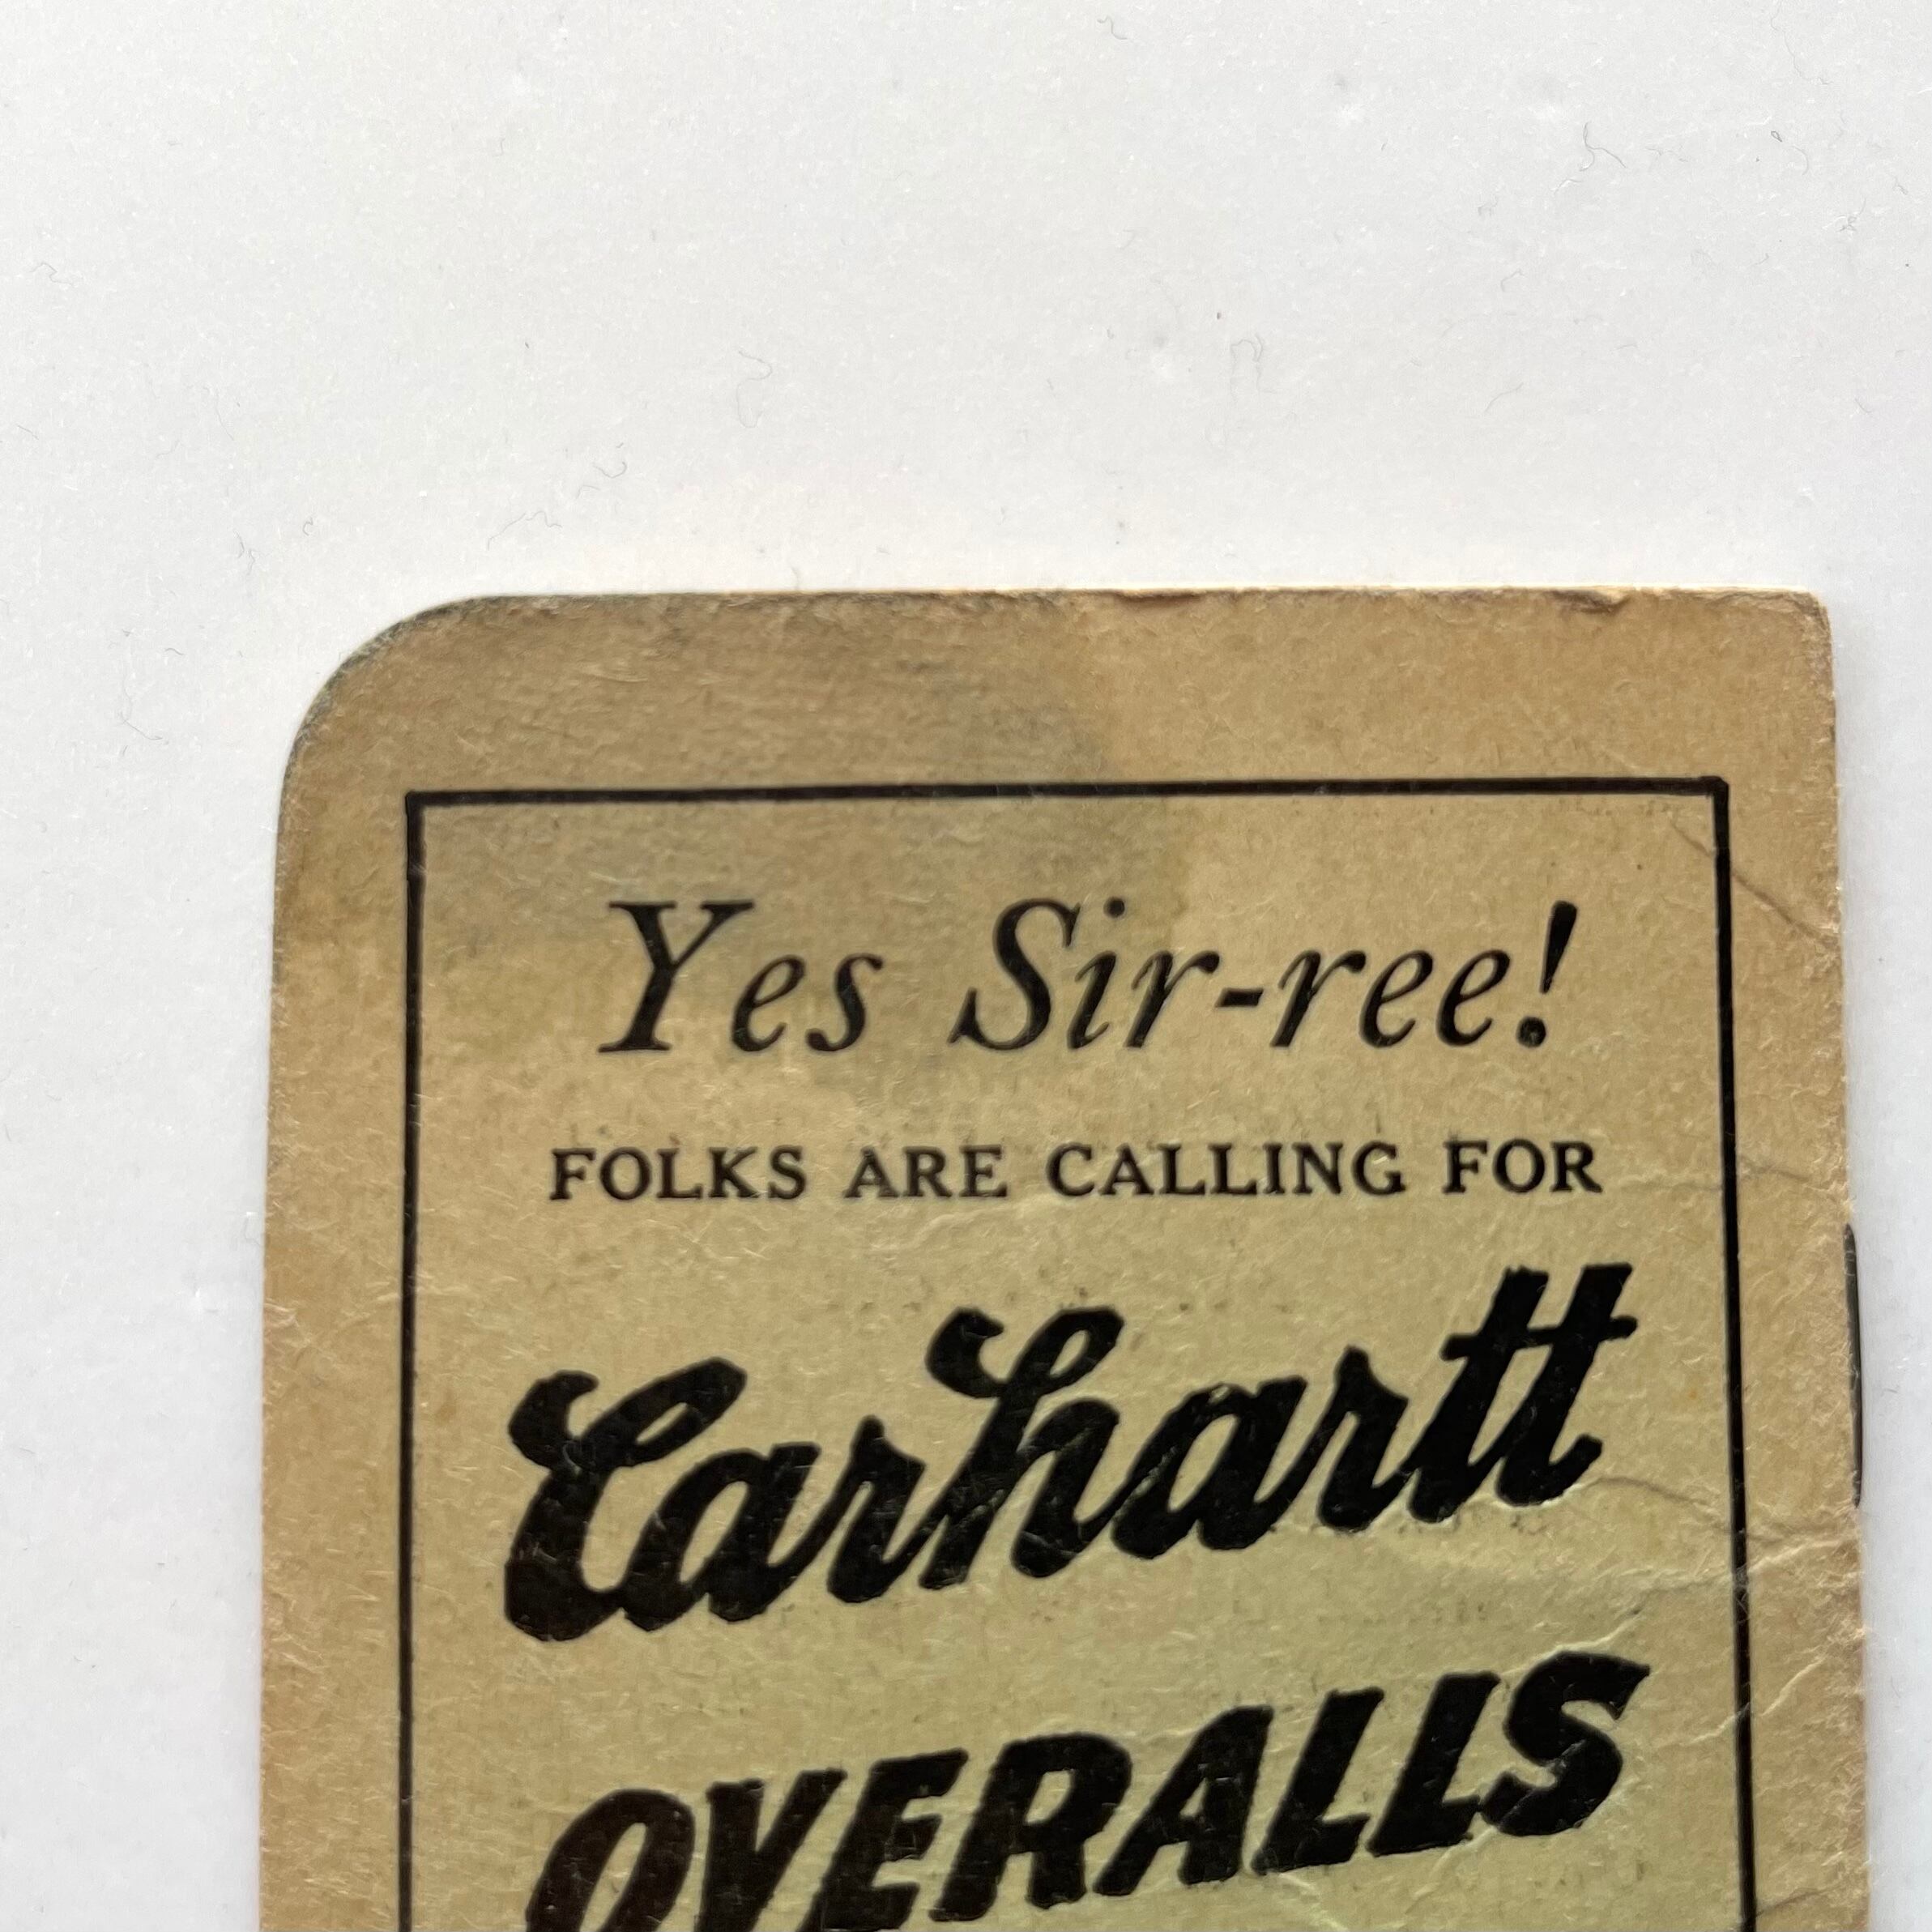 Yes Sir-ree!
FOLKS ARE CALLING FOR
Carhartt
OVERALLS